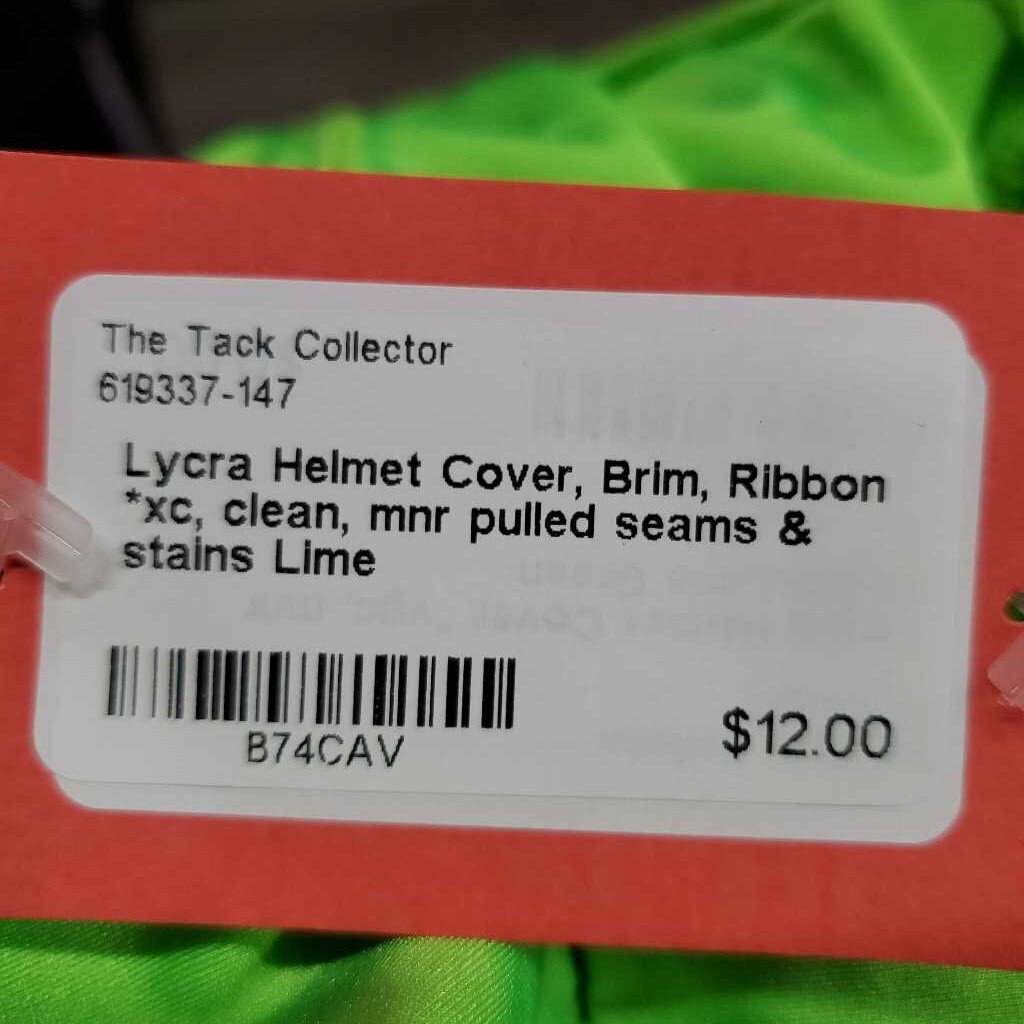 The Tack Collector
619337-147
Lycra Helmet Cover, Brim, Ribbon
*xc, clean, mnr pulled seams &
stains Lime
B74CAV
$12.00